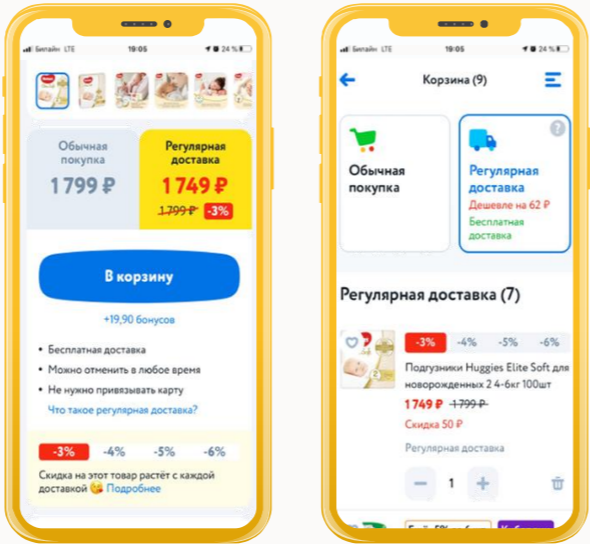 Билайн LTE 19:05 24 %
Обычная
покупка
1 799 ₽
Регулярная
доставка
1 749 ₽
1 799 ₽ -3%
В корзину
+19,90 бонусов
• Бесплатная доставка
• Можно отменить в любое время
• Не нужно привязывать карту
Что такое регулярная доставка?
-3% -4% -5% -6%
Скидка на этот товар растёт с каждой
доставкой 😘 Подробнее
Билайн LTE 19:05 24 %
Корзина (9)
Обычная
покупка
?
Регулярная
доставка
Дешевле на 62 ₽
Бесплатная
доставка
Регулярная доставка (7)
-3% -4% -5% -6%
Подгузники Huggies Elite Soft для
новорожденных 2 4-6кг 100шт
1 749 ₽ 1 799 ₽
Скидка 50 ₽
Регулярная доставка
− 1 +